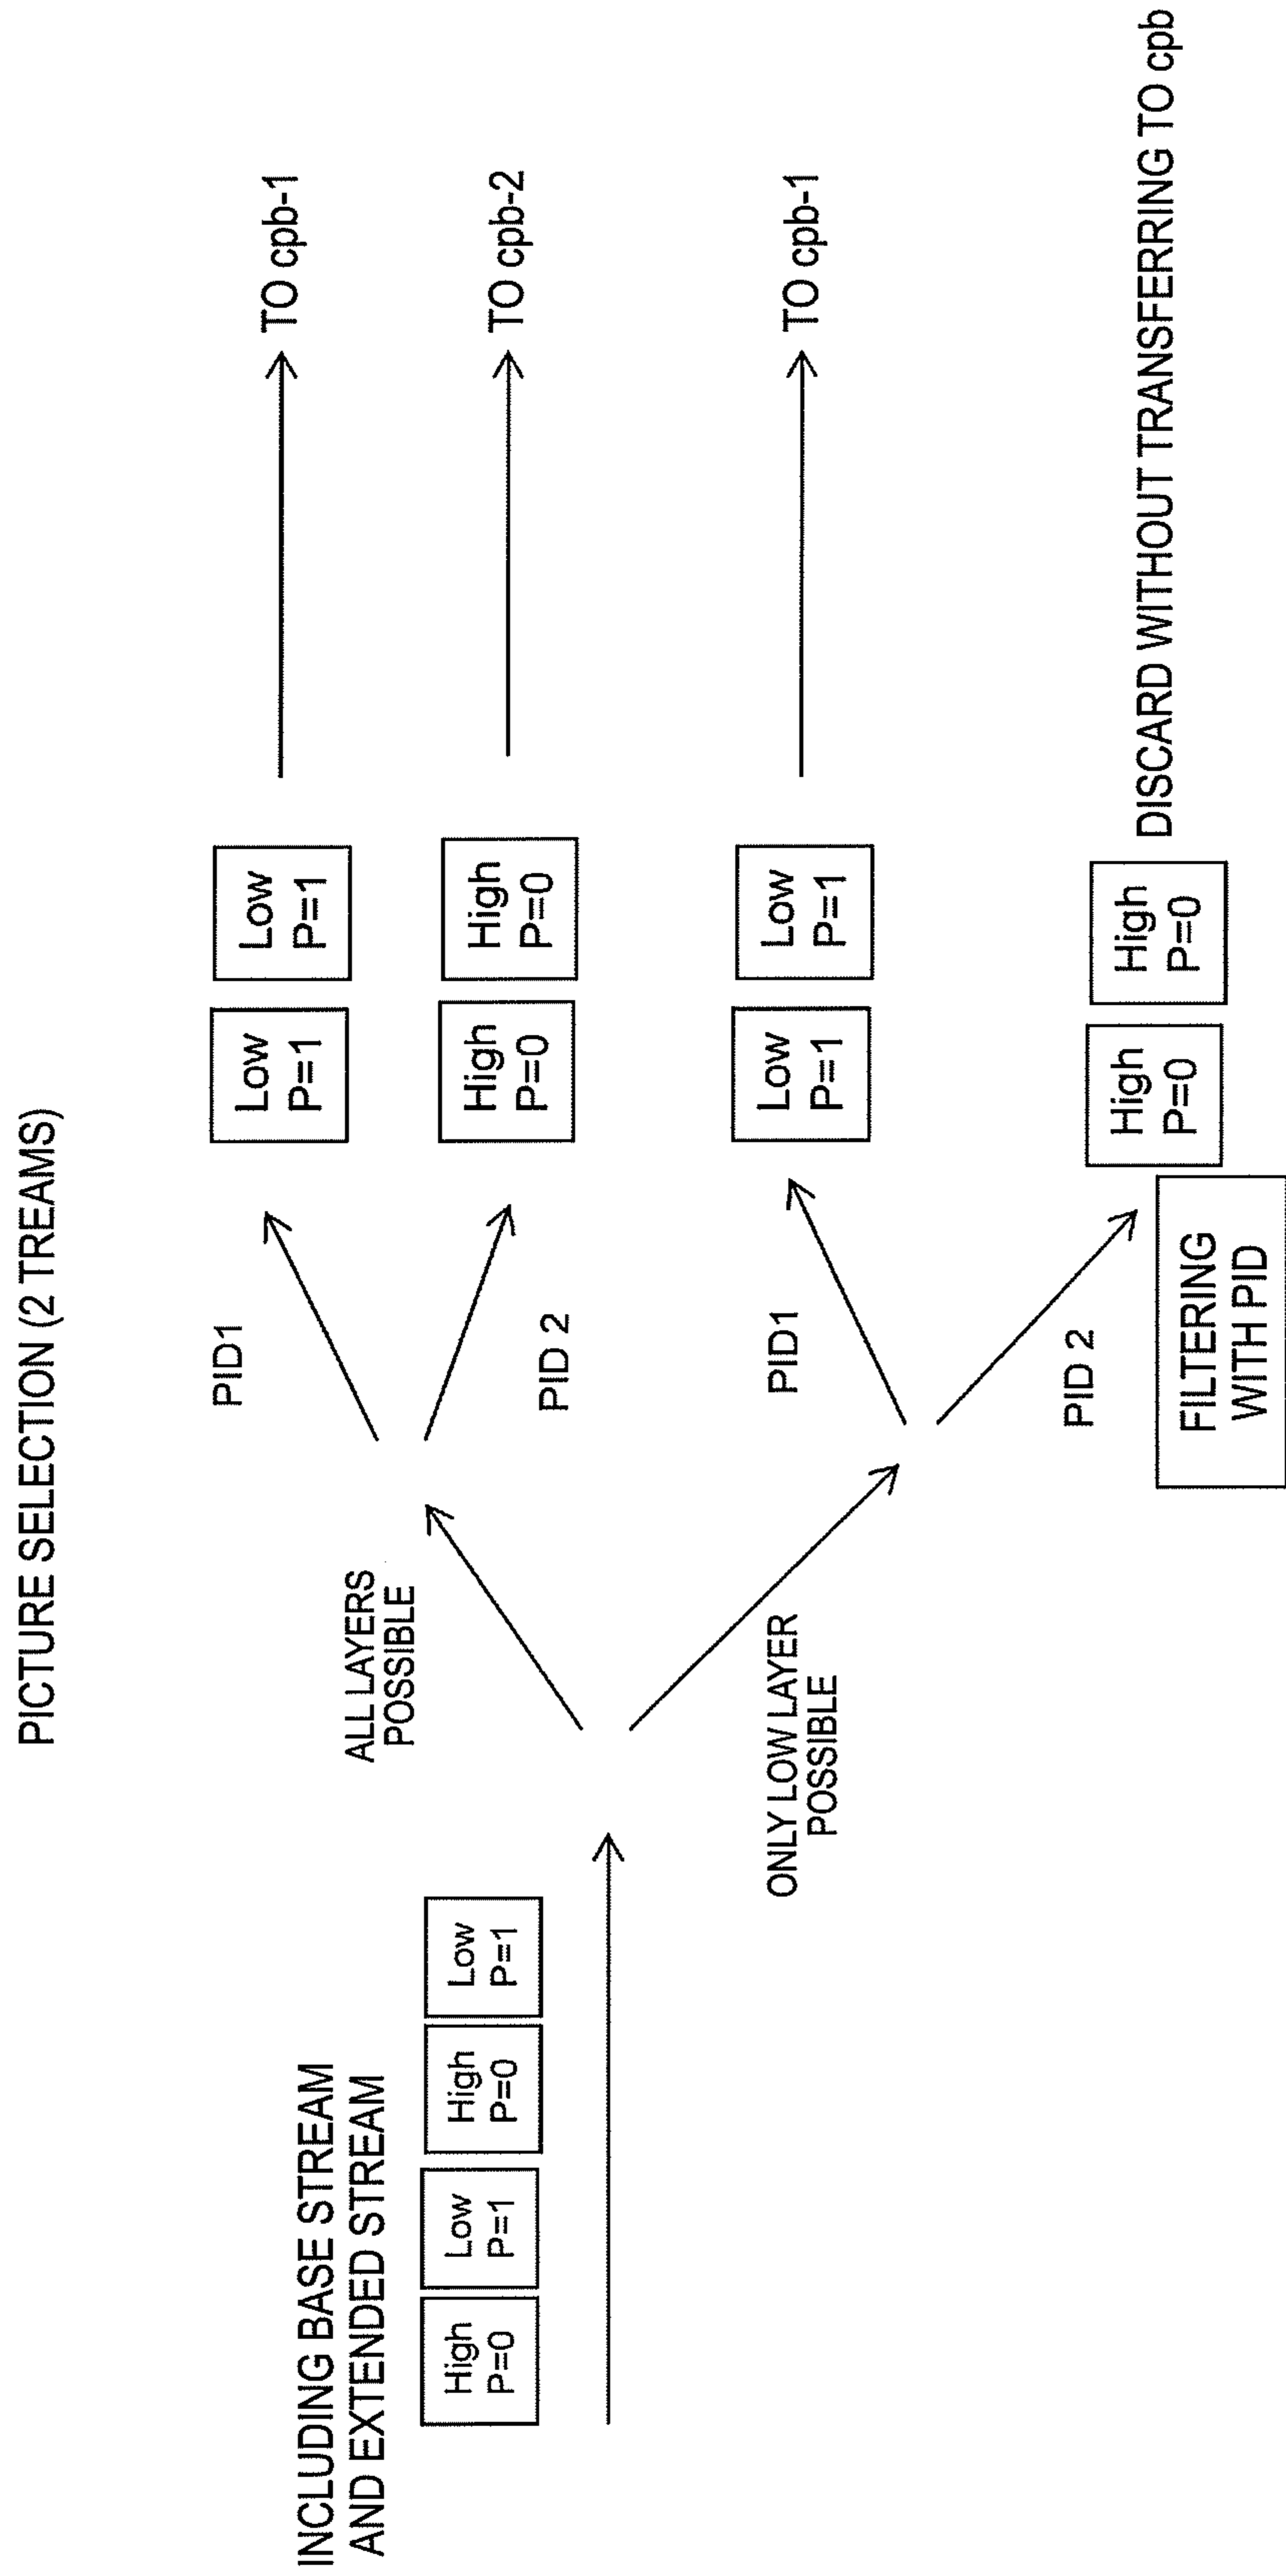 PICTURE SELECTION (2 TREAMS)
INCLUDING BASE STREAM
AND EXTENDED STREAM
High
P=0
Low
P=1
High
P=0
Low
P=1
ALL LAYERS
POSSIBLE
PID1
Low
P=1
Low
P=1
TO cpb-1
PID 2
High
P=0
High
P=0
TO cpb-2
ONLY LOW LAYER
POSSIBLE
PID1
Low
P=1
Low
P=1
TO cpb-1
PID 2
High
P=0
High
P=0
DISCARD WITHOUT TRANSFERRING TO cpb
FILTERING
WITH PID